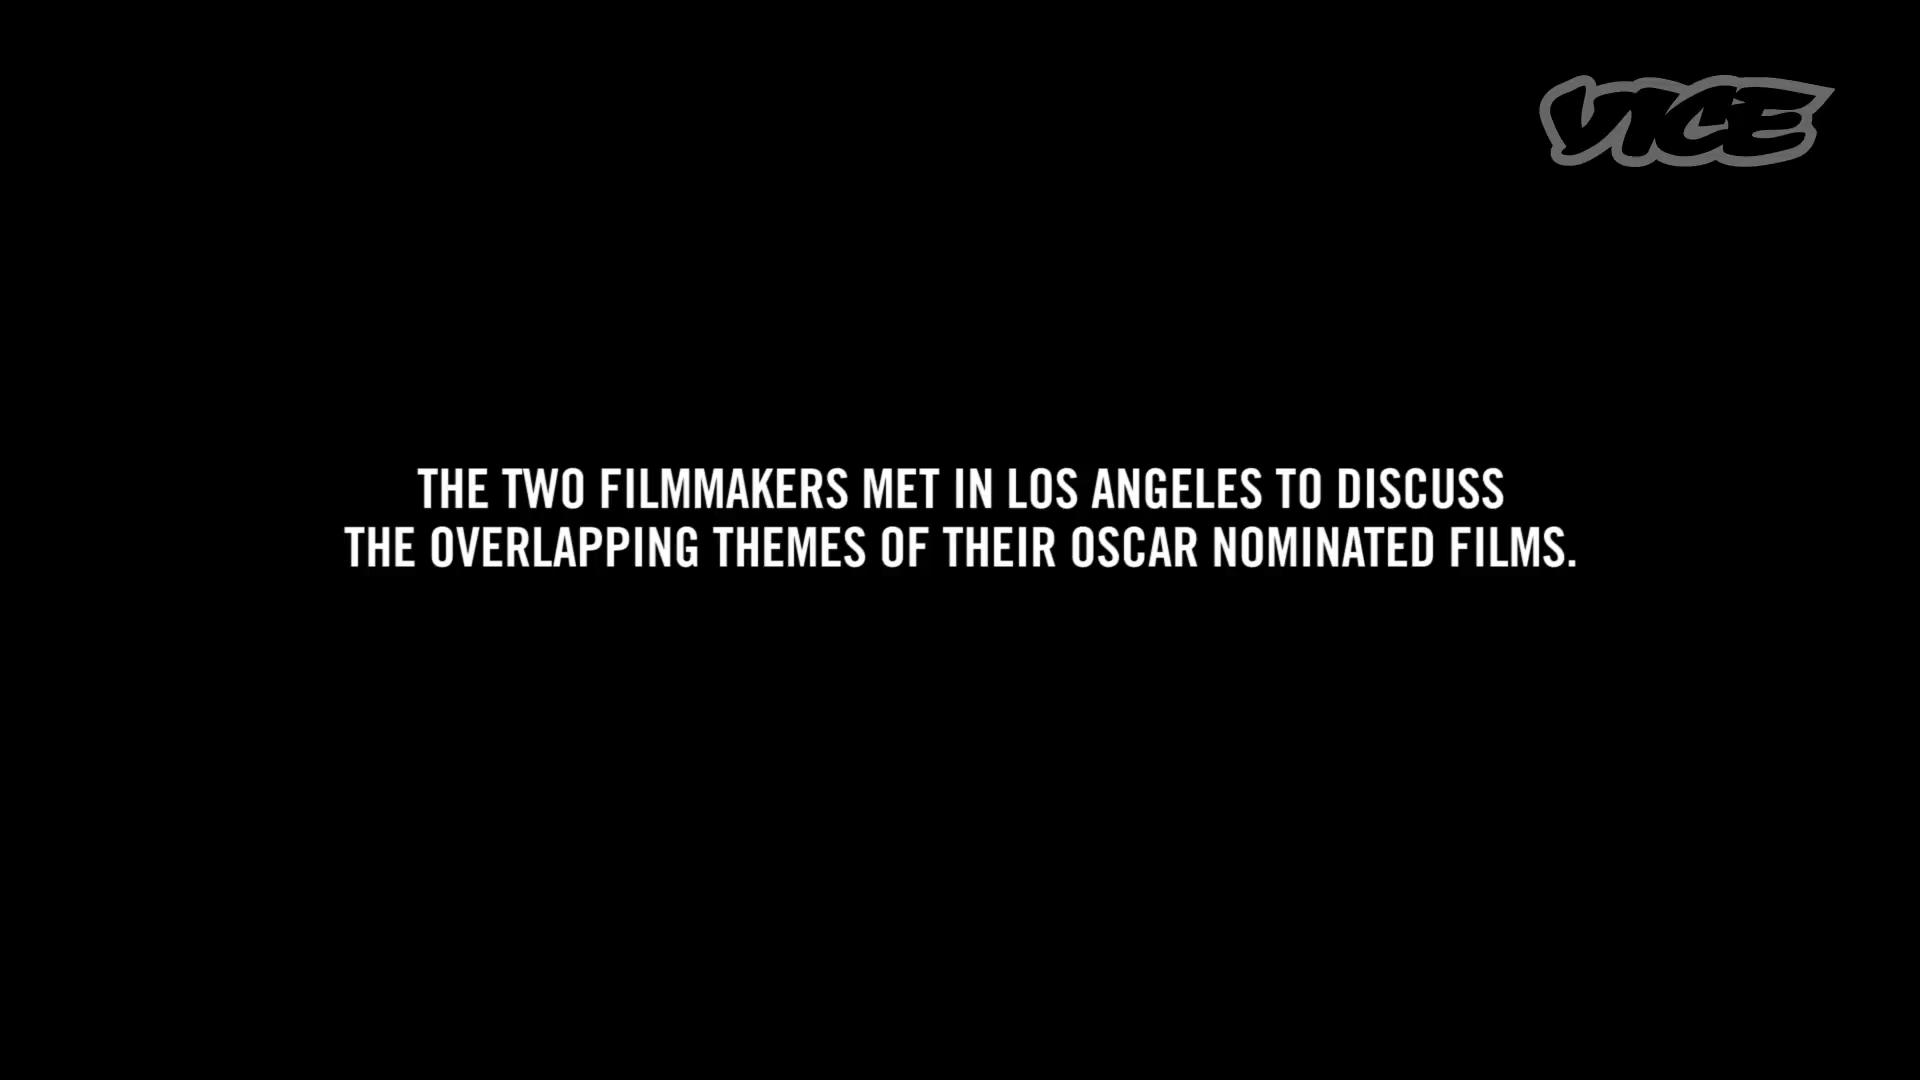 VICE
THE TWO FILMMAKERS MET IN LOS ANGELES TO DISCUSS
THE OVERLAPPING THEMES OF THEIR OSCAR NOMINATED FILMS.